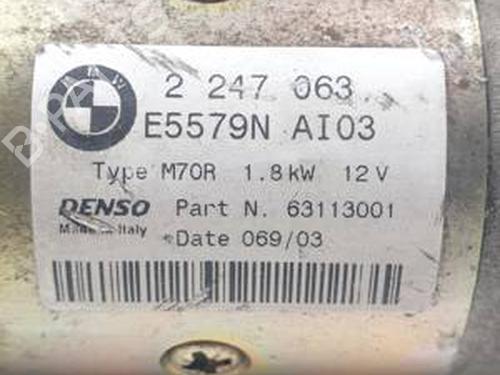 BMW
2 247 063
E5579N AI03
Type M70R 1.8kW 12V
DENSO Part N. 63113001
Made in Italy
Date 069/03